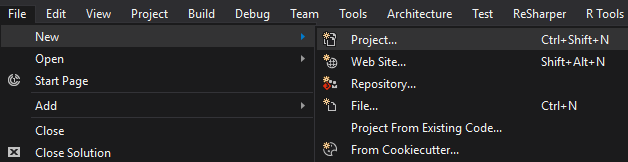 File Edit View Project Build Debug Team Tools Architecture Test ReSharper R Tools
New Project... Ctrl+Shift+N
Open Web Site... Shift+Alt+N
Start Page Repository...
Add File... Ctrl+N
Close Project From Existing Code...
Close Solution From Cookiecutter...